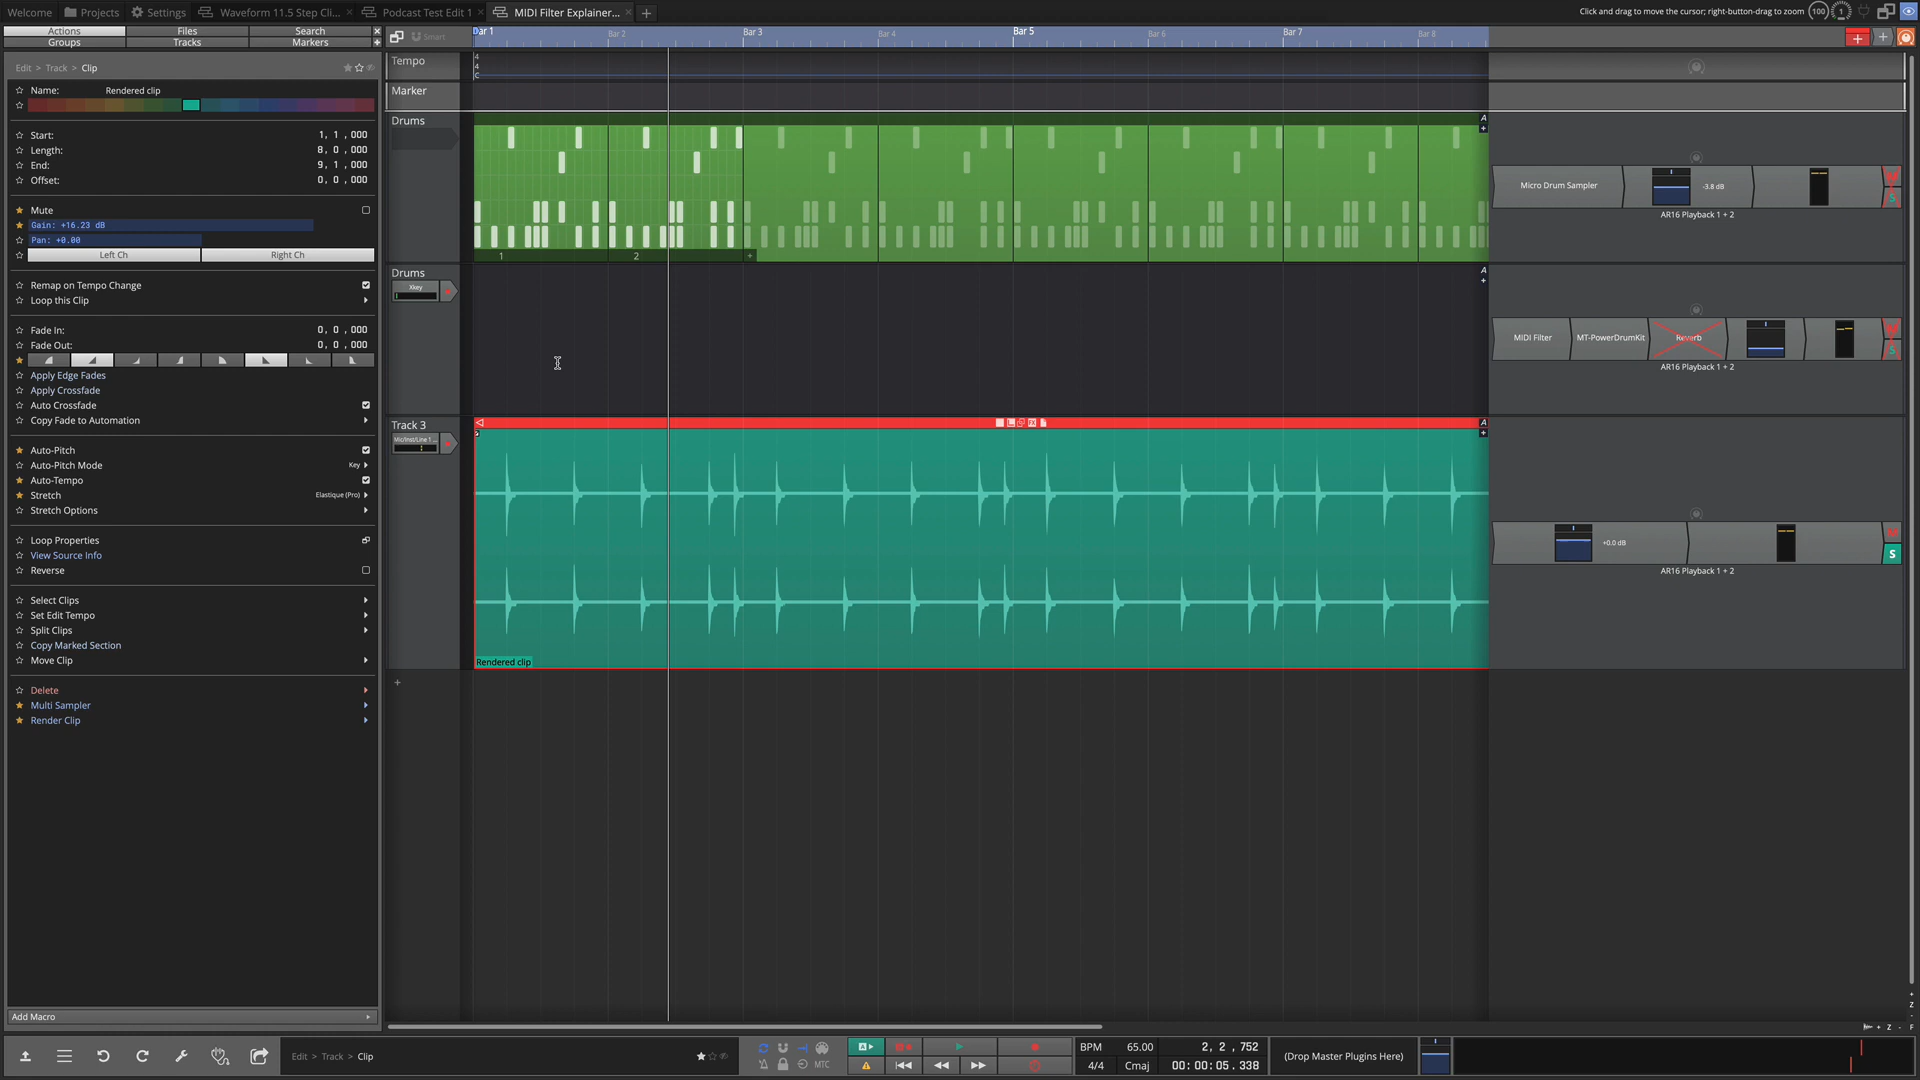 Welcome
Projects
Settings
Waveform 11.5 Step Cli...
Podcast Test Edit 1
MIDI Filter Explainer...
Click and drag to move the cursor; right-button-drag to zoom
100
1
Actions
Files
Search
Groups
Tracks
Markers
Smart
Bar 1
Bar 2
Bar 3
Bar 4
Bar 5
Bar 6
Bar 7
Bar 8
Edit > Track > Clip
Tempo
4
4
C
Marker
Name: Rendered clip
Start: 1, 1 , 000
Length: 8, 0 , 000
End: 9, 1 , 000
Offset: 0, 0 , 000
Mute
Gain: +16.23 dB
Pan: +0.00
Left Ch
Right Ch
Remap on Tempo Change
Loop this Clip
Fade In: 0, 0 , 000
Fade Out: 0, 0 , 000
Apply Edge Fades
Apply Crossfade
Auto Crossfade
Copy Fade to Automation
Auto-Pitch
Auto-Pitch Mode Key
Auto-Tempo
Stretch Elastique (Pro)
Stretch Options
Loop Properties
View Source Info
Reverse
Select Clips
Set Edit Tempo
Split Clips
Copy Marked Section
Move Clip
Delete
Multi Sampler
Render Clip
Add Macro
Drums
1
2
+
A
Micro Drum Sampler
-3.8 dB
M
S
AR16 Playback 1 + 2
Drums
Xkey
A
MIDI Filter
MT-PowerDrumKit
Reverb
M
S
AR16 Playback 1 + 2
Track 3
Mic/Inst/Line 1 ...
A
+0.0 dB
M
S
AR16 Playback 1 + 2
Rendered clip
Edit > Track > Clip
MTC
A
BPM 65.00
4/4 Cmaj
2, 2 , 752
00: 00: 05 . 338
(Drop Master Plugins Here)
+ Z - F